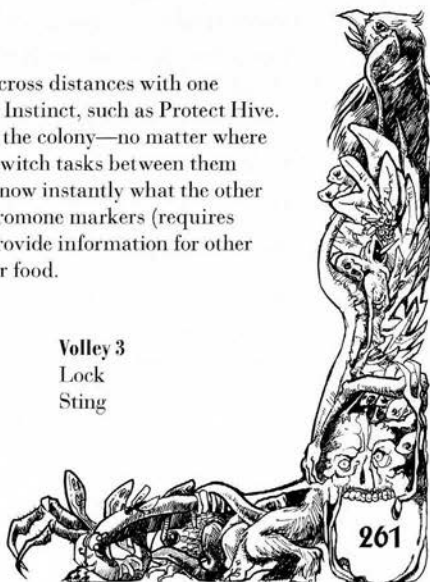 cross distances with one
Instinct, such as Protect Hive.
the colony—no matter where
witch tasks between them
now instantly what the other
romone markers (requires
rovide information for other
r food.
Volley 3
Lock
Sting
261